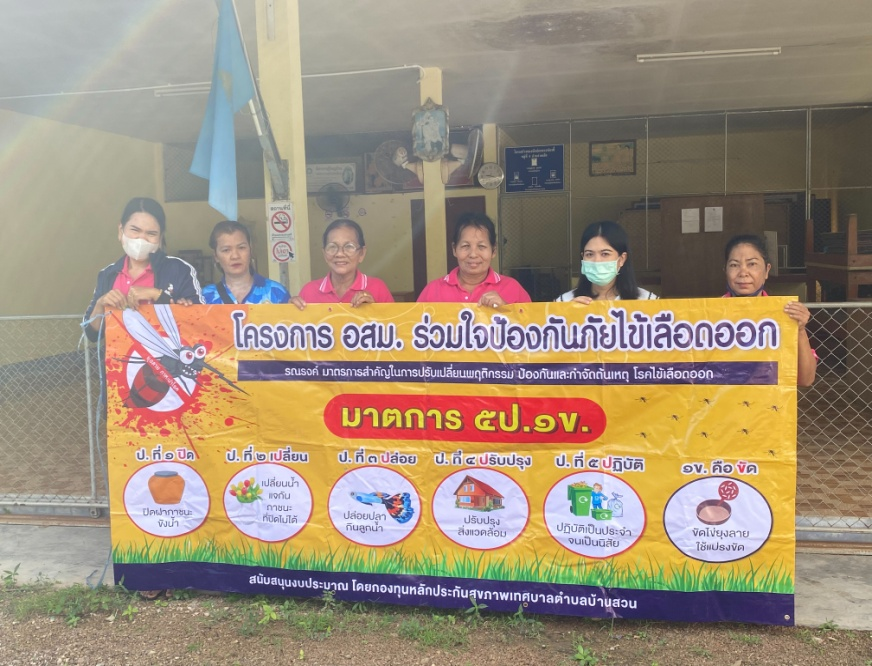 โครงการ อสม. ร่วมใจป้องกันภัยไข้เลือดออก
รณรงค์ มาตรการสำคัญในการปรับเปลี่ยนพฤติกรรม ป้องกันและกำจัดต้นเหตุ โรคไข้เลือดออก
มาตการ ๕ป.๑ข.
ป. ที่ ๑ ปิด
ปิดฝาภาชนะ
ขังน้ำ
ป. ที่ ๒ เปลี่ยน
เปลี่ยนน้ำ
แจกัน
ภาชนะ
ที่ปิดไม่ได้
ป. ที่ ๓ ปล่อย
ปล่อยปลา
กินลูกน้ำ
ป. ที่ ๔ ปรับปรุง
ปรับปรุง
สิ่งแวดล้อม
ป. ที่ ๕ ปฏิบัติ
ปฏิบัติเป็นประจำ
จนเป็นนิสัย
๑ข. คือ ขัด
ขัดไข่ยุงลาย
ใช้แปรงขัด
สนับสนุนงบประมาณ โดยกองทุนหลักประกันสุขภาพเทศบาลตำบลบ้านสวน